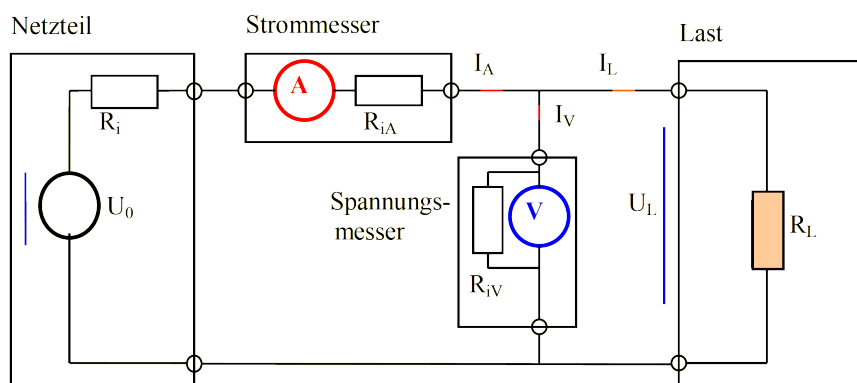 Netzteil
Strommesser
Last
I_A
I_L
A
R_i
R_iA
I_V
Spannungs-
messer
V
U_0
U_L
R_L
R_iV